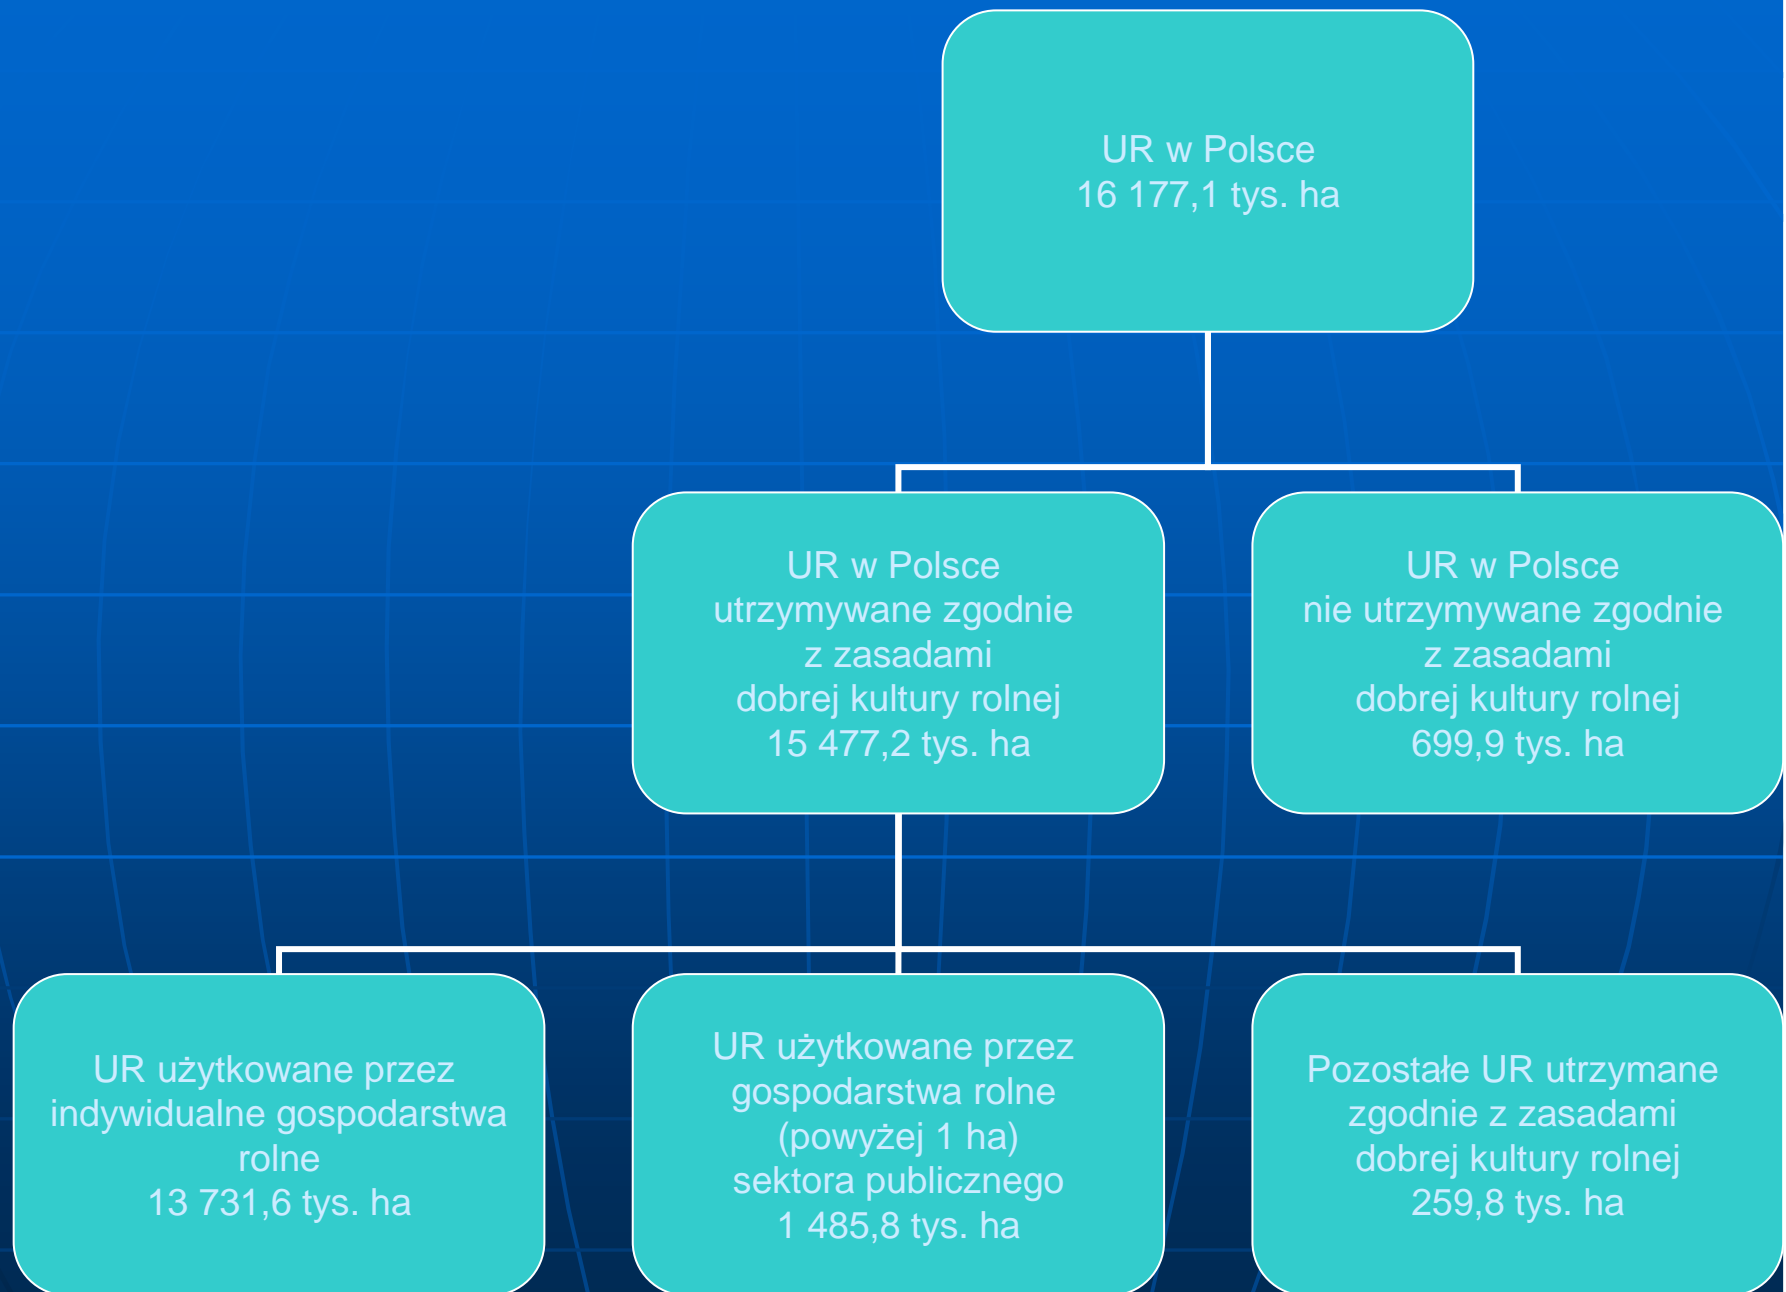 UR w Polsce
16 177,1 tys. ha
UR w Polsce
utrzymywane zgodnie
z zasadami
dobrej kultury rolnej
15 477,2 tys. ha
UR w Polsce
nie utrzymywane zgodnie
z zasadami
dobrej kultury rolnej
699,9 tys. ha
UR użytkowane przez
indywidualne gospodarstwa
rolne
13 731,6 tys. ha
UR użytkowane przez
gospodarstwa rolne
(powyżej 1 ha)
sektora publicznego
1 485,8 tys. ha
Pozostałe UR utrzymane
zgodnie z zasadami
dobrej kultury rolnej
259,8 tys. ha